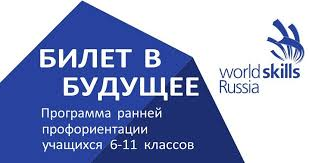 БИЛЕТ В
БУДУЩЕЕ
Программа ранней
профориентации
учащихся 6-11 классов
worldskills
Russia